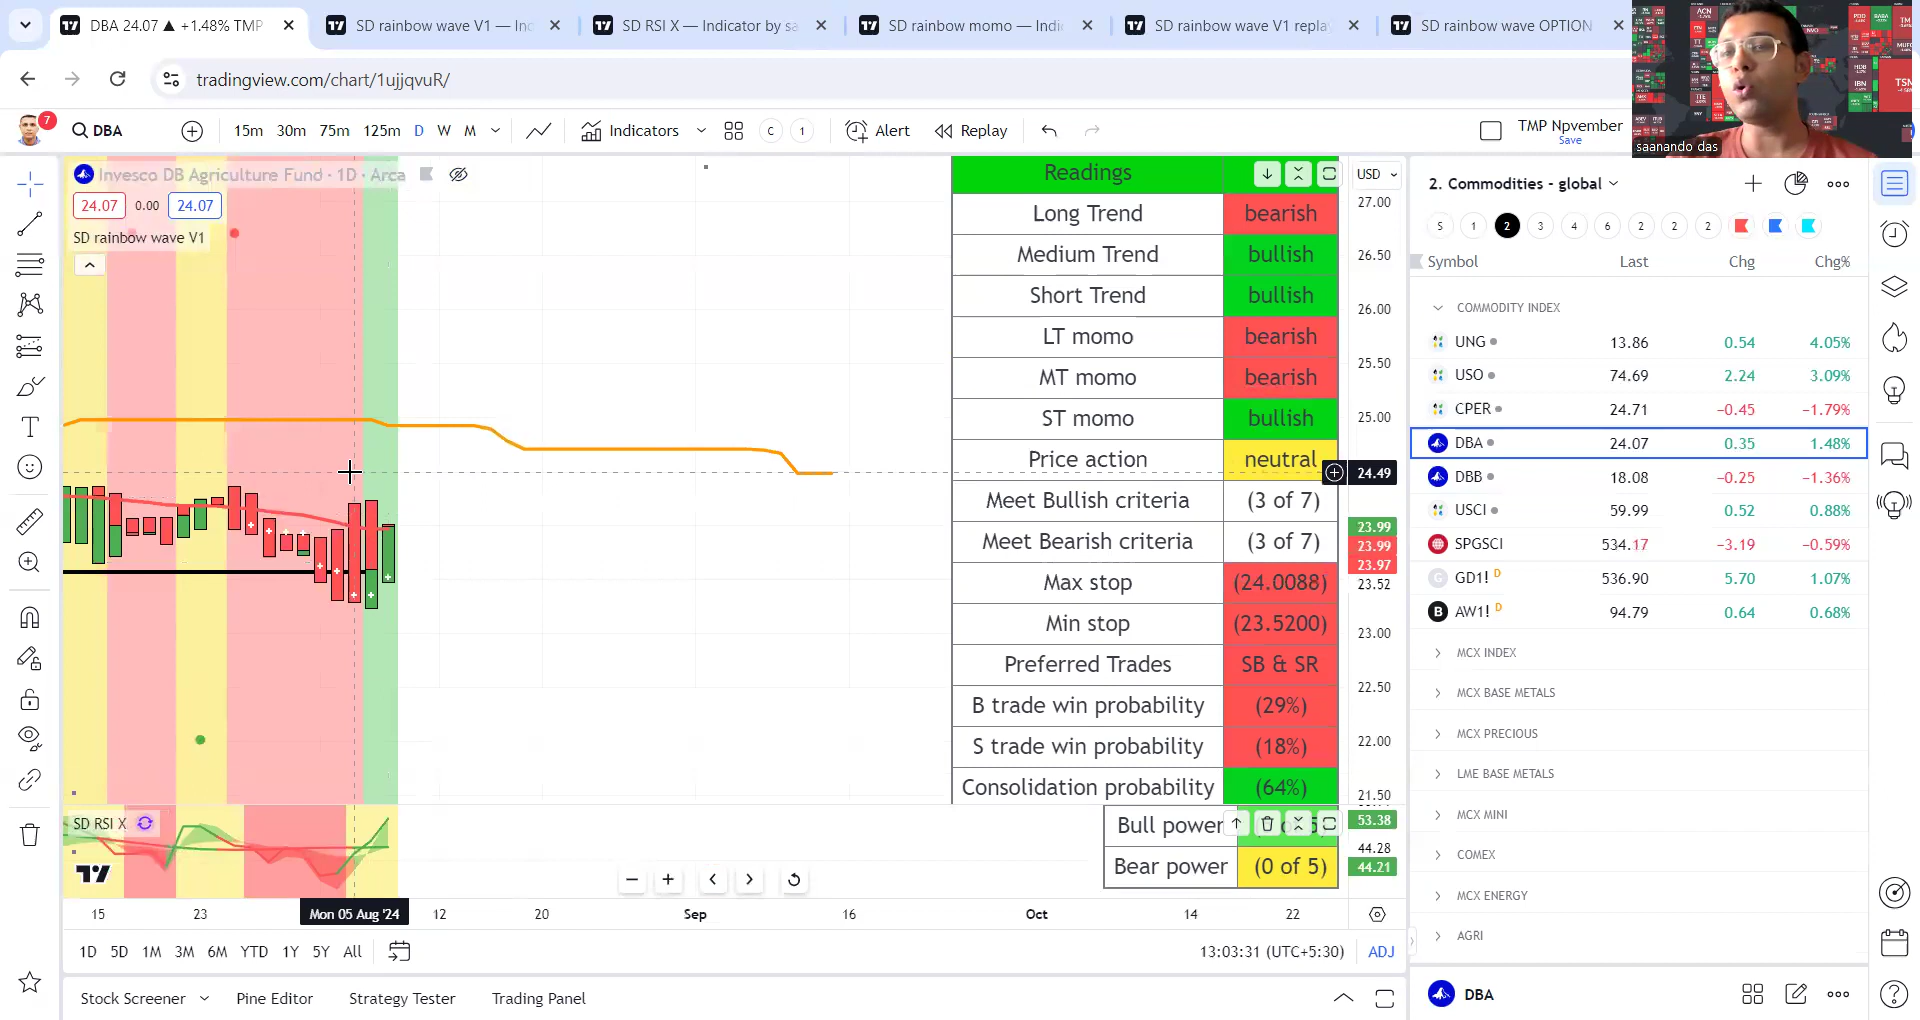 DBA 24.07 ▲ +1.48% TMP
SD rainbow wave V1 — Ind
SD RSI X — Indicator by sa
SD rainbow momo — Indi
SD rainbow wave V1 repla
SD rainbow wave OPTION
tradingview.com/chart/1ujjqvuR/
7
DBA
15m 30m 75m 125m D W M
Indicators
C 1
Alert
Replay
TMP Npvember
Save
saanando das
Invesco DB Agriculture Fund · 1D · Arca
24.07 0.00 24.07
SD rainbow wave V1
Readings
Long Trend bearish
Medium Trend bullish
Short Trend bullish
LT momo bearish
MT momo bearish
ST momo bullish
Price action neutral
Meet Bullish criteria (3 of 7)
Meet Bearish criteria (3 of 7)
Max stop (24.0088)
Min stop (23.5200)
Preferred Trades SB & SR
B trade win probability (29%)
S trade win probability (18%)
Consolidation probability (64%)
Bull power
Bear power (0 of 5)
USD
27.00
26.50
26.00
25.50
25.00
24.49
23.99
23.99
23.97
23.52
23.00
22.50
22.00
21.50
53.38
44.28
44.21
SD RSI X
15 23 Mon 05 Aug '24 12 20 Sep 16 Oct 14 22
1D 5D 1M 3M 6M YTD 1Y 5Y All
13:03:31 (UTC+5:30) ADJ
Stock Screener Pine Editor Strategy Tester Trading Panel
2. Commodities - global
S 1 2 3 4 6 2 2 2
Symbol Last Chg Chg%
COMMODITY INDEX
UNG 13.86 0.54 4.05%
USO 74.69 2.24 3.09%
CPER 24.71 −0.45 −1.79%
DBA 24.07 0.35 1.48%
DBB 18.08 −0.25 −1.36%
USCI 59.99 0.52 0.88%
SPGSCI 534.17 −3.19 −0.59%
GD1! D 536.90 5.70 1.07%
AW1! D 94.79 0.64 0.68%
MCX INDEX
MCX BASE METALS
MCX PRECIOUS
LME BASE METALS
MCX MINI
COMEX
MCX ENERGY
AGRI
DBA